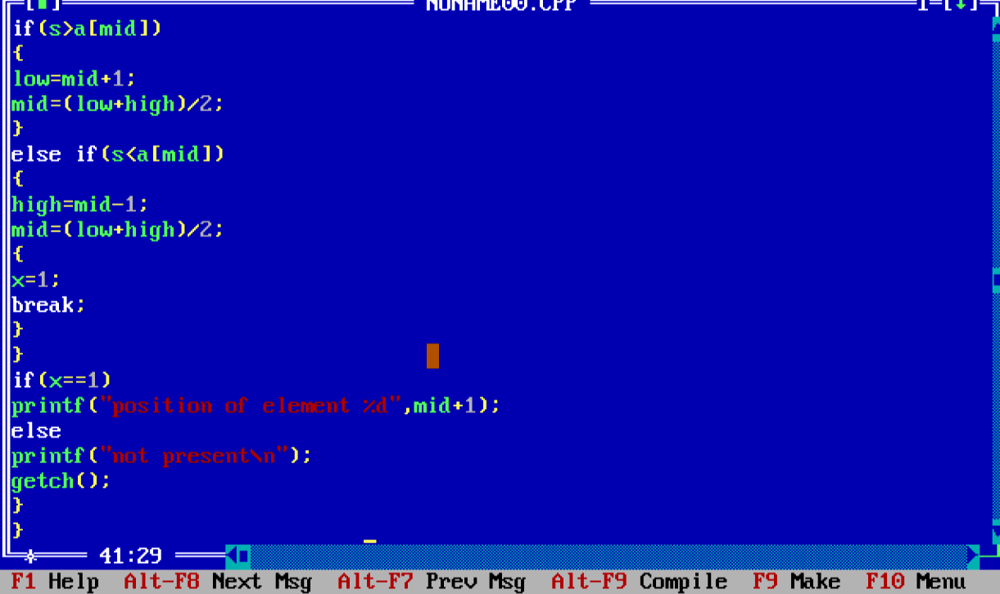 NONAME00.CPP 1=[↓]
if(s>a[mid])
{
low=mid+1;
mid=(low+high)/2;
}
else if(s<a[mid])
{
high=mid-1;
mid=(low+high)/2;
{
x=1;
break;
}
}
if(x==1)
printf("position of element %d",mid+1);
else
printf("not present\n");
getch();
}
}
41:29
F1 Help Alt-F8 Next Msg Alt-F7 Prev Msg Alt-F9 Compile F9 Make F10 Menu